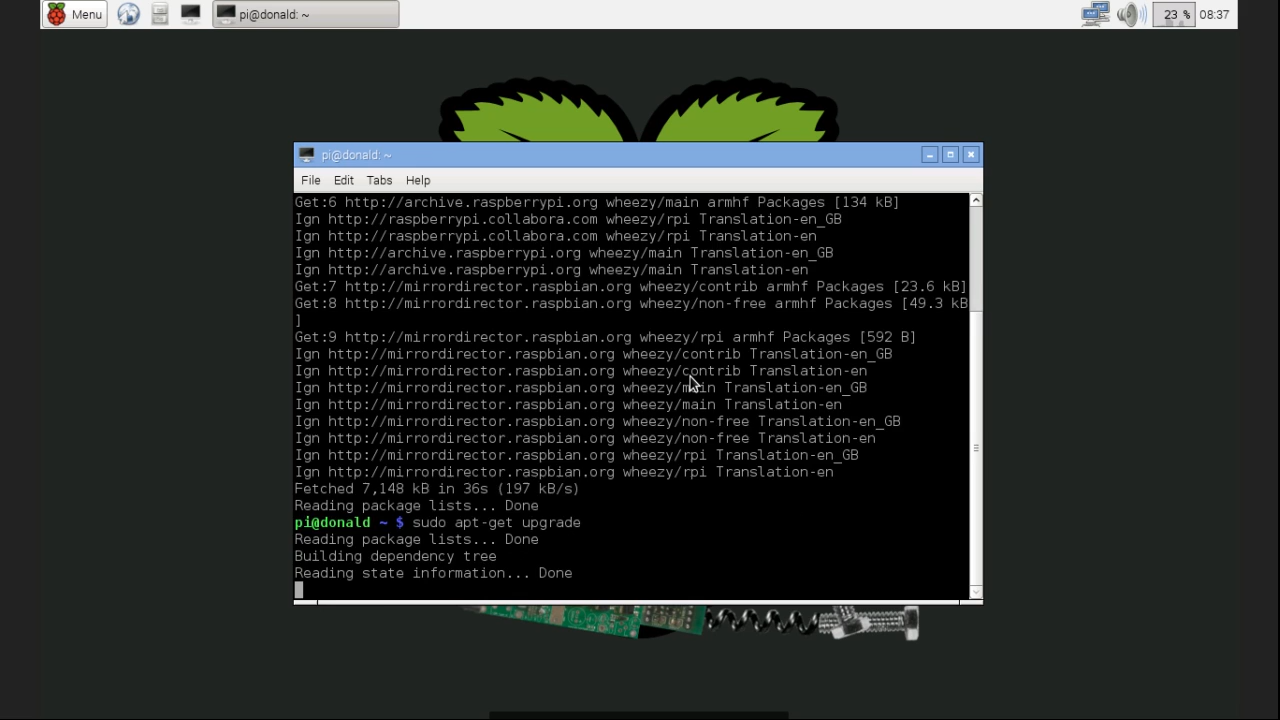 Menu
pi@donald: ~
23 %
08:37
pi@donald: ~
File Edit Tabs Help
Get:6 http://archive.raspberrypi.org wheezy/main armhf Packages [134 kB]
Ign http://raspberrypi.collabora.com wheezy/rpi Translation-en_GB
Ign http://raspberrypi.collabora.com wheezy/rpi Translation-en
Ign http://archive.raspberrypi.org wheezy/main Translation-en_GB
Ign http://archive.raspberrypi.org wheezy/main Translation-en
Get:7 http://mirrordirector.raspbian.org wheezy/contrib armhf Packages [23.6 kB]
Get:8 http://mirrordirector.raspbian.org wheezy/non-free armhf Packages [49.3 kB
]
Get:9 http://mirrordirector.raspbian.org wheezy/rpi armhf Packages [592 B]
Ign http://mirrordirector.raspbian.org wheezy/contrib Translation-en_GB
Ign http://mirrordirector.raspbian.org wheezy/contrib Translation-en
Ign http://mirrordirector.raspbian.org wheezy/main Translation-en_GB
Ign http://mirrordirector.raspbian.org wheezy/main Translation-en
Ign http://mirrordirector.raspbian.org wheezy/non-free Translation-en_GB
Ign http://mirrordirector.raspbian.org wheezy/non-free Translation-en
Ign http://mirrordirector.raspbian.org wheezy/rpi Translation-en_GB
Ign http://mirrordirector.raspbian.org wheezy/rpi Translation-en
Fetched 7,148 kB in 36s (197 kB/s)
Reading package lists... Done
pi@donald ~ $ sudo apt-get upgrade
Reading package lists... Done
Building dependency tree
Reading state information... Done